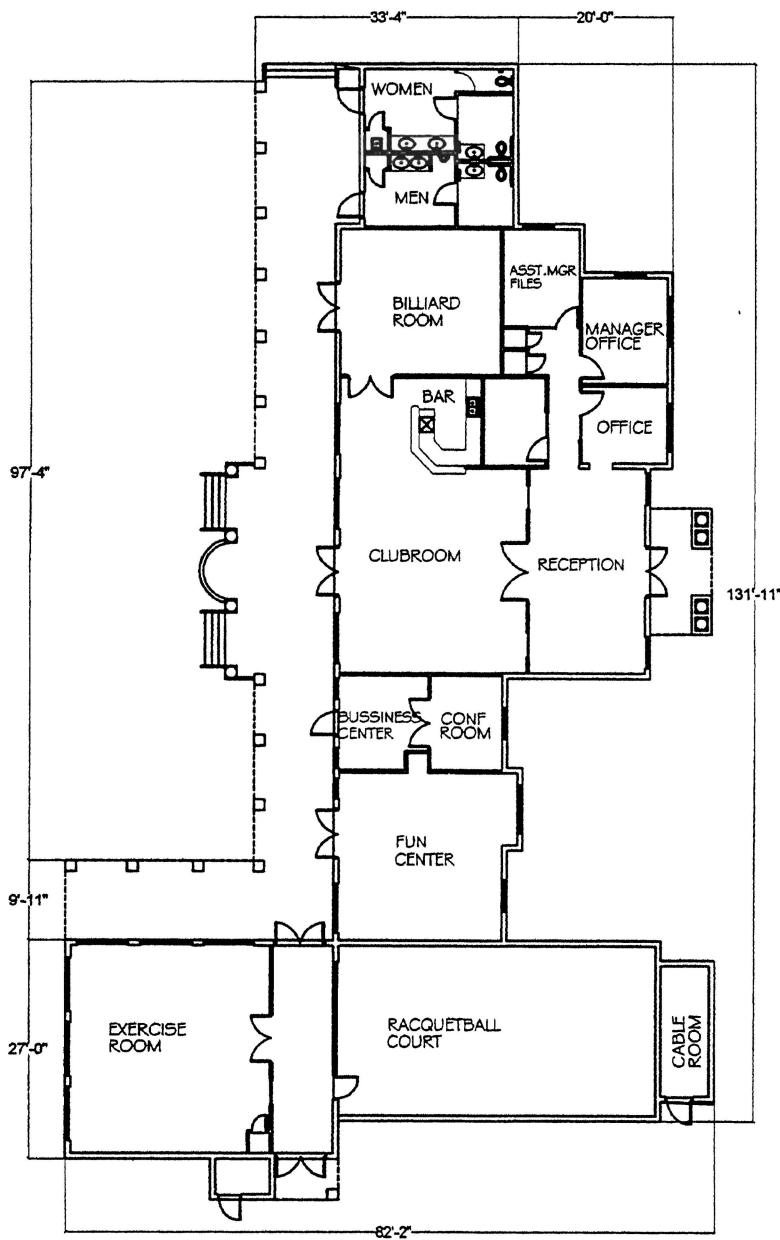 33'-4"
20'-0"
WOMEN
MEN
ASST.MGR
FILES
BILLIARD
ROOM
MANAGER
OFFICE
BAR
OFFICE
97'-4"
CLUBROOM
RECEPTION
131'-11"
BUSSINESS
CENTER
CONF
ROOM
FUN
CENTER
9'-11"
EXERCISE
ROOM
RACQUETBALL
COURT
CABLE
ROOM
27'-0"
82'-2"